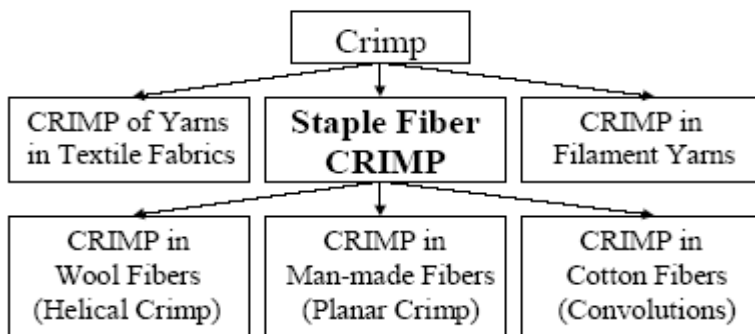 Crimp
CRIMP of Yarns
in Textile Fabrics
Staple Fiber
CRIMP
CRIMP in
Filament Yarns
CRIMP in
Wool Fibers
(Helical Crimp)
CRIMP in
Man-made Fibers
(Planar Crimp)
CRIMP in
Cotton Fibers
(Convolutions)